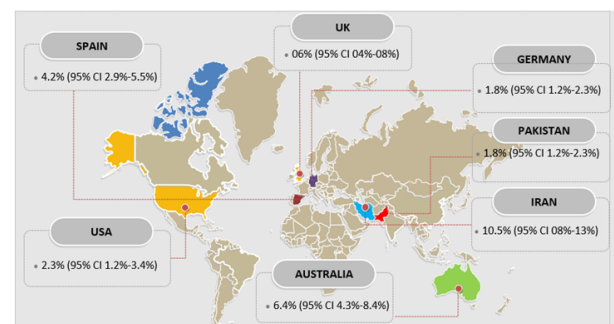 UK
06% (95% CI 04%-08%)
SPAIN
4.2% (95% CI 2.9%-5.5%)
GERMANY
1.8% (95% CI 1.2%-2.3%)
PAKISTAN
1.8% (95% CI 1.2%-2.3%)
IRAN
10.5% (95% CI 08%-13%)
USA
2.3% (95% CI 1.2%-3.4%)
AUSTRALIA
6.4% (95% CI 4.3%-8.4%)